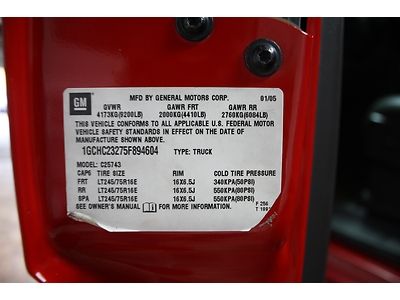 GM
MFD BY GENERAL MOTORS CORP. 01/05
GVWR GAWR FRT GAWR RR
4173KG(9200LB) 2000KG(4410LB) 2760KG(6084LB)
THIS VEHICLE CONFORMS TO ALL APPLICABLE U.S. FEDERAL MOTOR
VEHICLE SAFETY STANDARDS IN EFFECT ON THE DATE OF
MANUFACTURE SHOWN ABOVE.
1GCHC23275F894604 TYPE: TRUCK
MODEL: C25743
CAP6 TIRE SIZE RIM COLD TIRE PRESSURE
FRT LT245/75R16E 16X6.5J 340KPA(50PSI)
RR LT245/75R16E 16X6.5J 550KPA(80PSI)
SPA LT245/75R16E 16X6.5J 550KPA(80PSI)
SEE OWNER'S MANUAL FOR MORE INFORMATION.
F 256